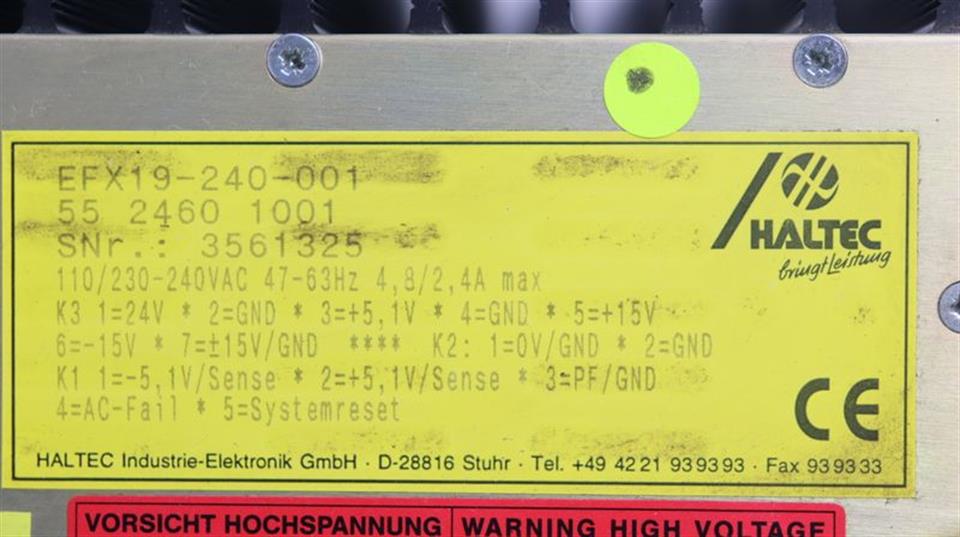 EFX19-240-001
55 2460 1001
SNr.: 3561325
HALTEC
bringt Leistung
110/230-240VAC 47-63Hz 4,8/2,4A max
K3 1=24V * 2=GND * 3=+5,1V * 4=GND * 5=+15V
6=-15V * 7=±15V/GND **** K2: 1=0V/GND * 2=GND
K1 1=-5,1V/Sense * 2=+5,1V/Sense * 3=PF/GND
4=AC-Fail * 5=Systemreset
CE
HALTEC Industrie-Elektronik GmbH · D-28816 Stuhr · Tel. +49 4221 939393 · Fax 939333
VORSICHT HOCHSPANNUNG WARNING HIGH VOLTAGE